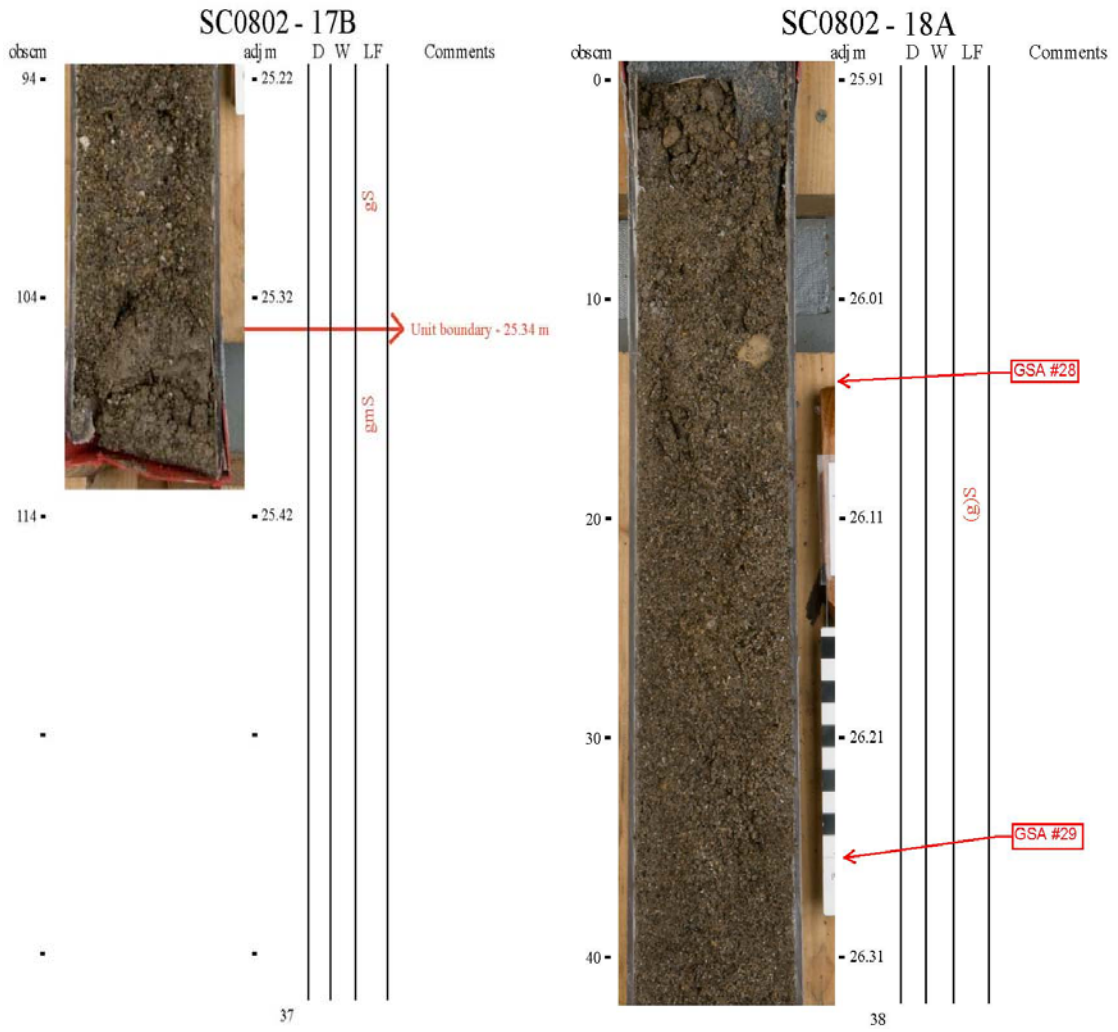 SC0802 - 17B
obscm adj m D W LF Comments
94 25.22
gS
104 25.32
Unit boundary - 25.34 m
gmS
114 25.42
37
SC0802 - 18A
obscm adj m D W LF Comments
0 25.91
10 26.01
GSA #28
20 26.11
(g)S
30 26.21
GSA #29
40 26.31
38